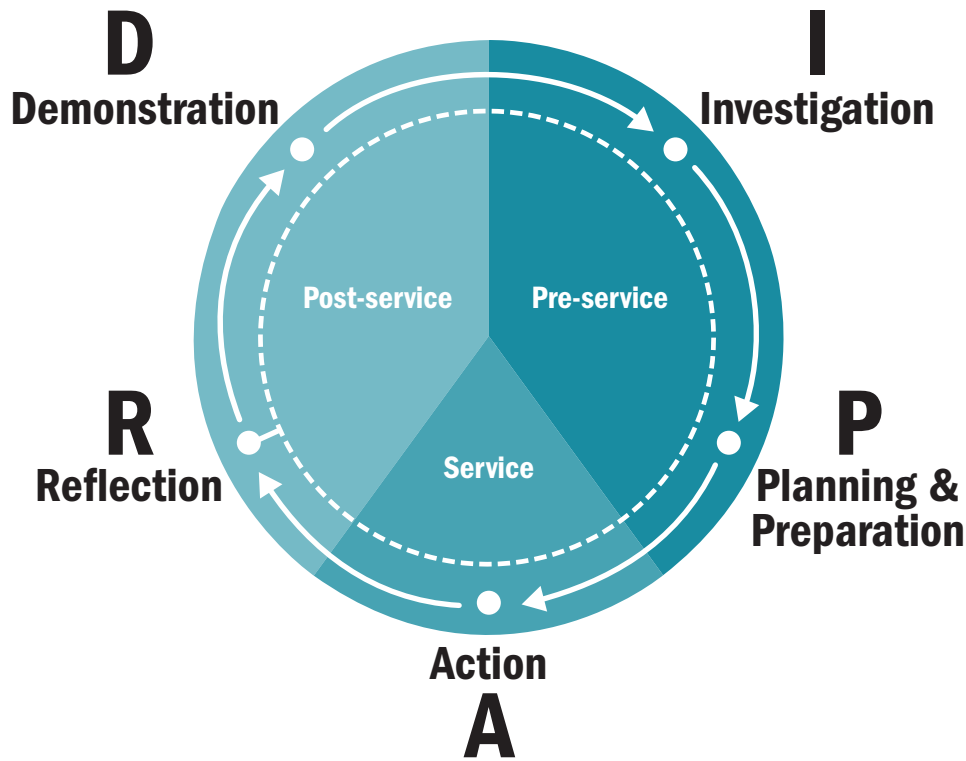 D
Demonstration
I
Investigation
Post-service
Pre-service
R
Reflection
Service
P
Planning &
Preparation
Action
A